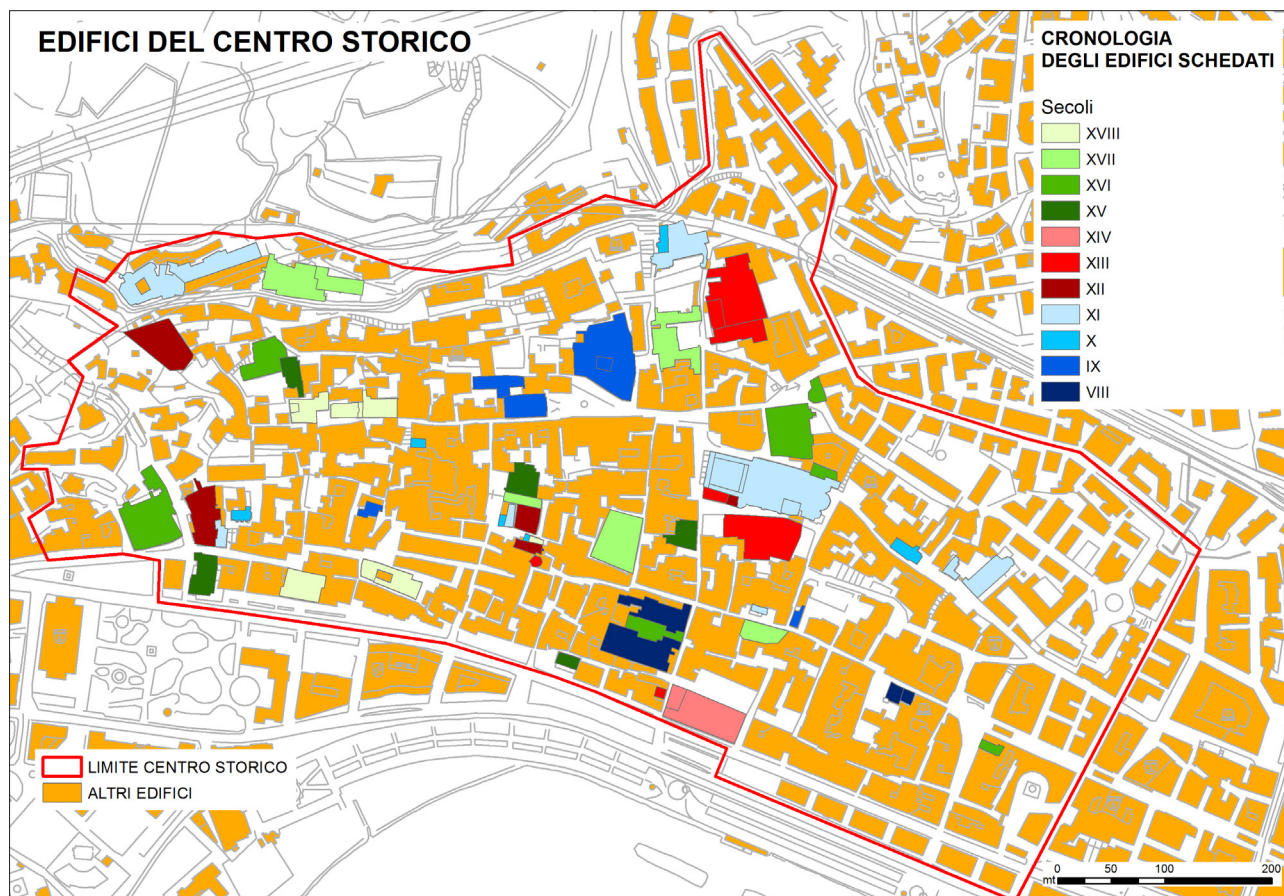 EDIFICI DEL CENTRO STORICO
CRONOLOGIA
DEGLI EDIFICI SCHEDATI
Secoli
XVIII
XVII
XVI
XV
XIV
XIII
XII
XI
X
IX
VIII
LIMITE CENTRO STORICO
ALTRI EDIFICI
0 50 100 200
mt